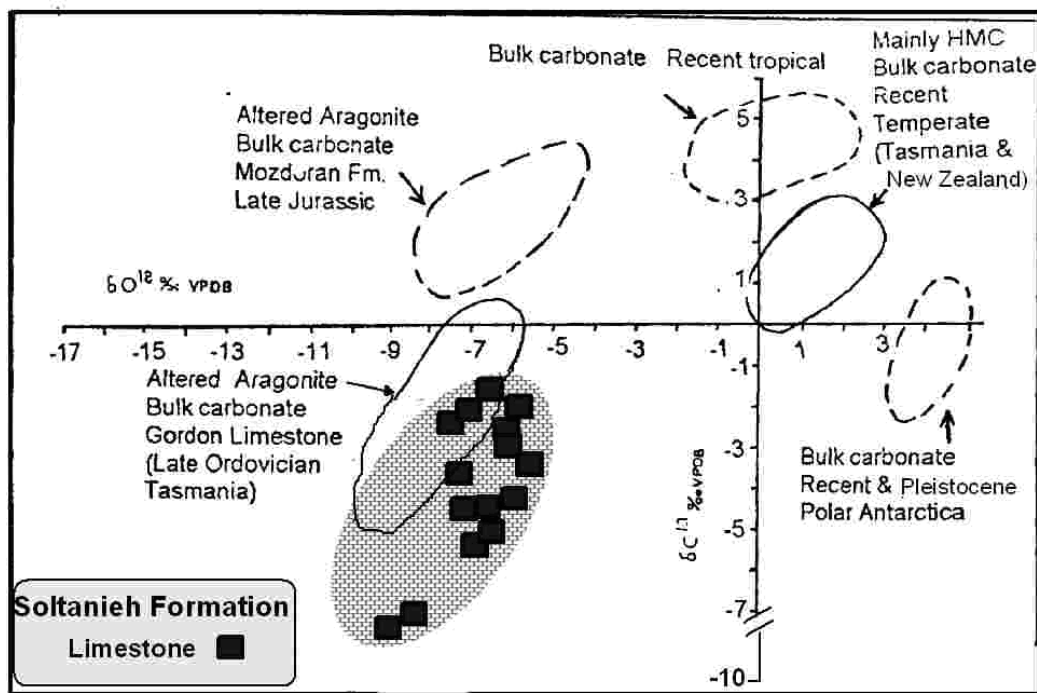 Bulk carbonate Recent tropical
Mainly HMC
Bulk carbonate
Recent
Temperate
(Tasmania &
New Zealand)
Altered Aragonite
Bulk carbonate
Mozduran Fm.
Late Jurassic
5
3
1
δO¹⁸ ‰ VPDB
-17 -15 -13 -11 -9 -7 -5 -3 -1 1 3
-1
-3
-5
-7
-10
Altered Aragonite
Bulk carbonate
Gordon Limestone
(Late Ordovician
Tasmania)
Bulk carbonate
Recent & Pleistocene
Polar Antarctica
‰ VPDB
Soltanieh Formation
Limestone